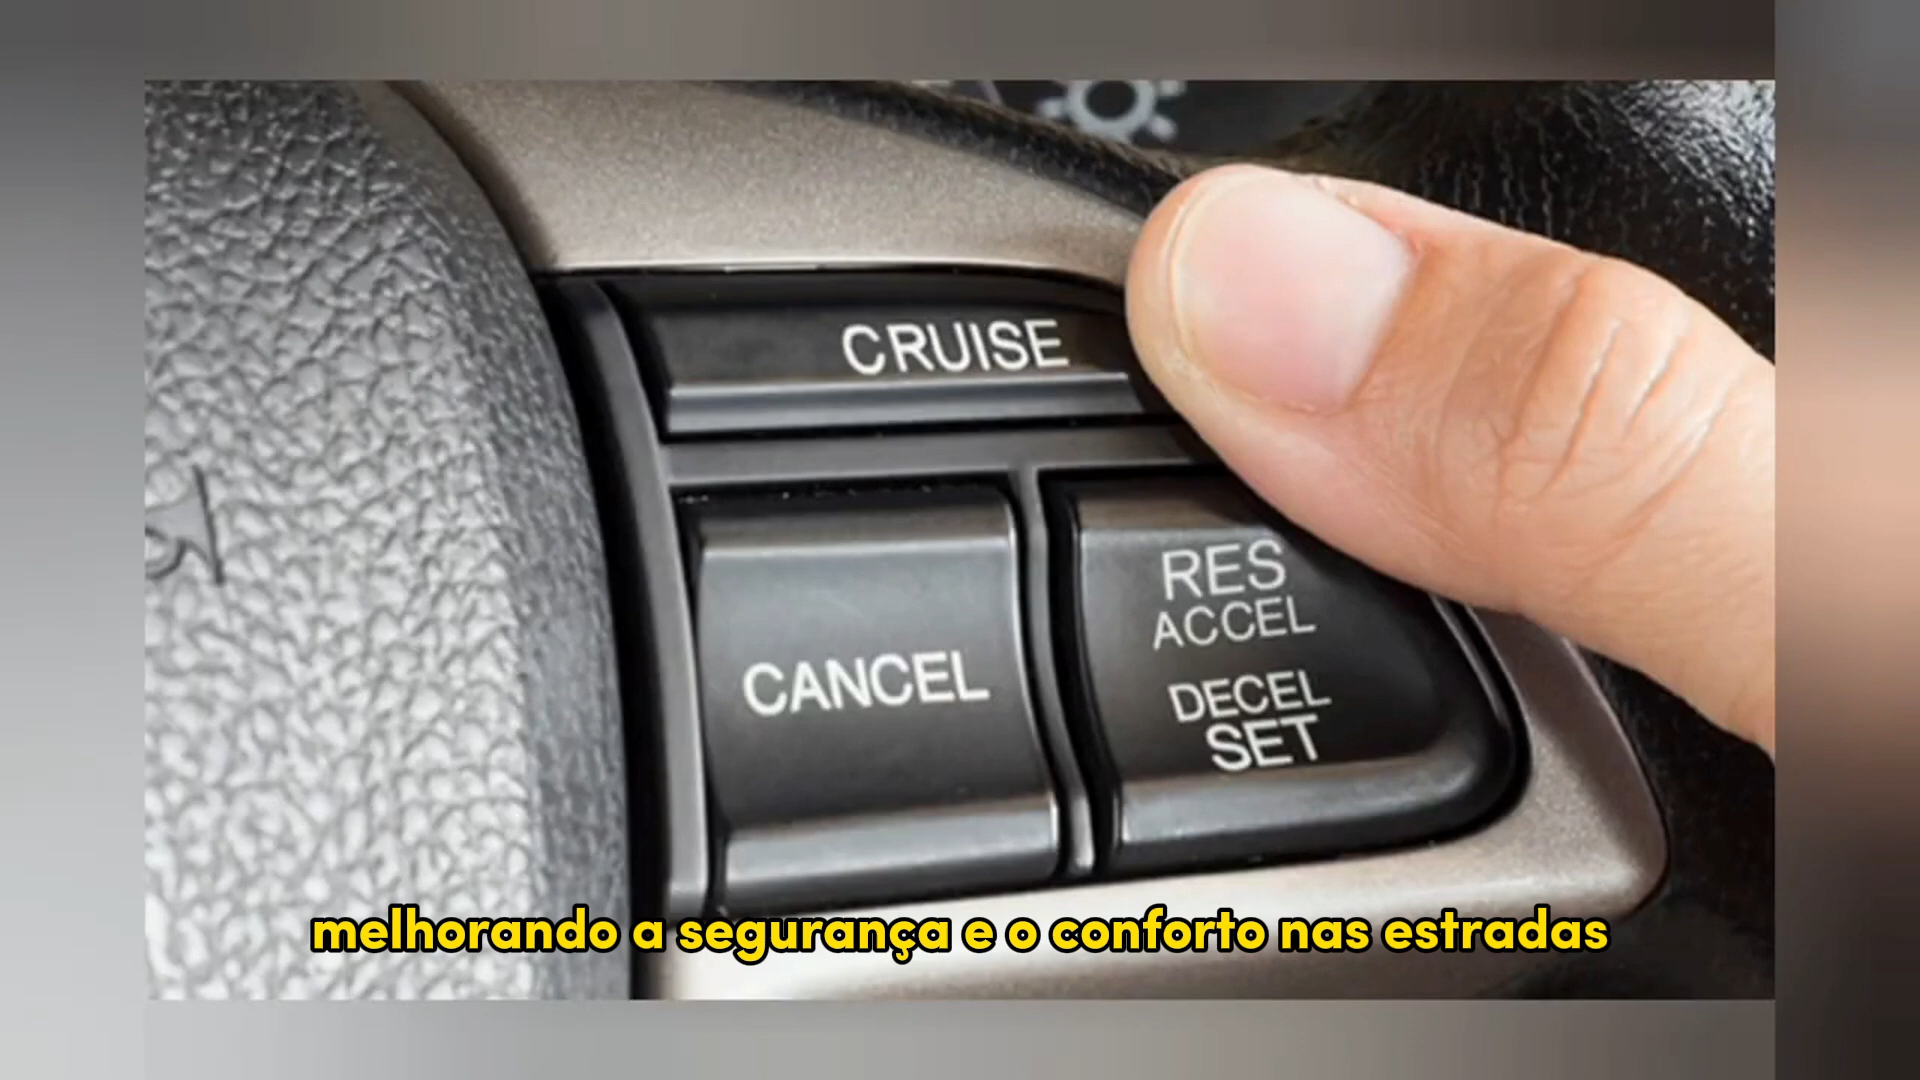 CRUISE
CANCEL
RES
ACCEL
DECEL
SET
melhorando a segurança e o conforto nas estradas